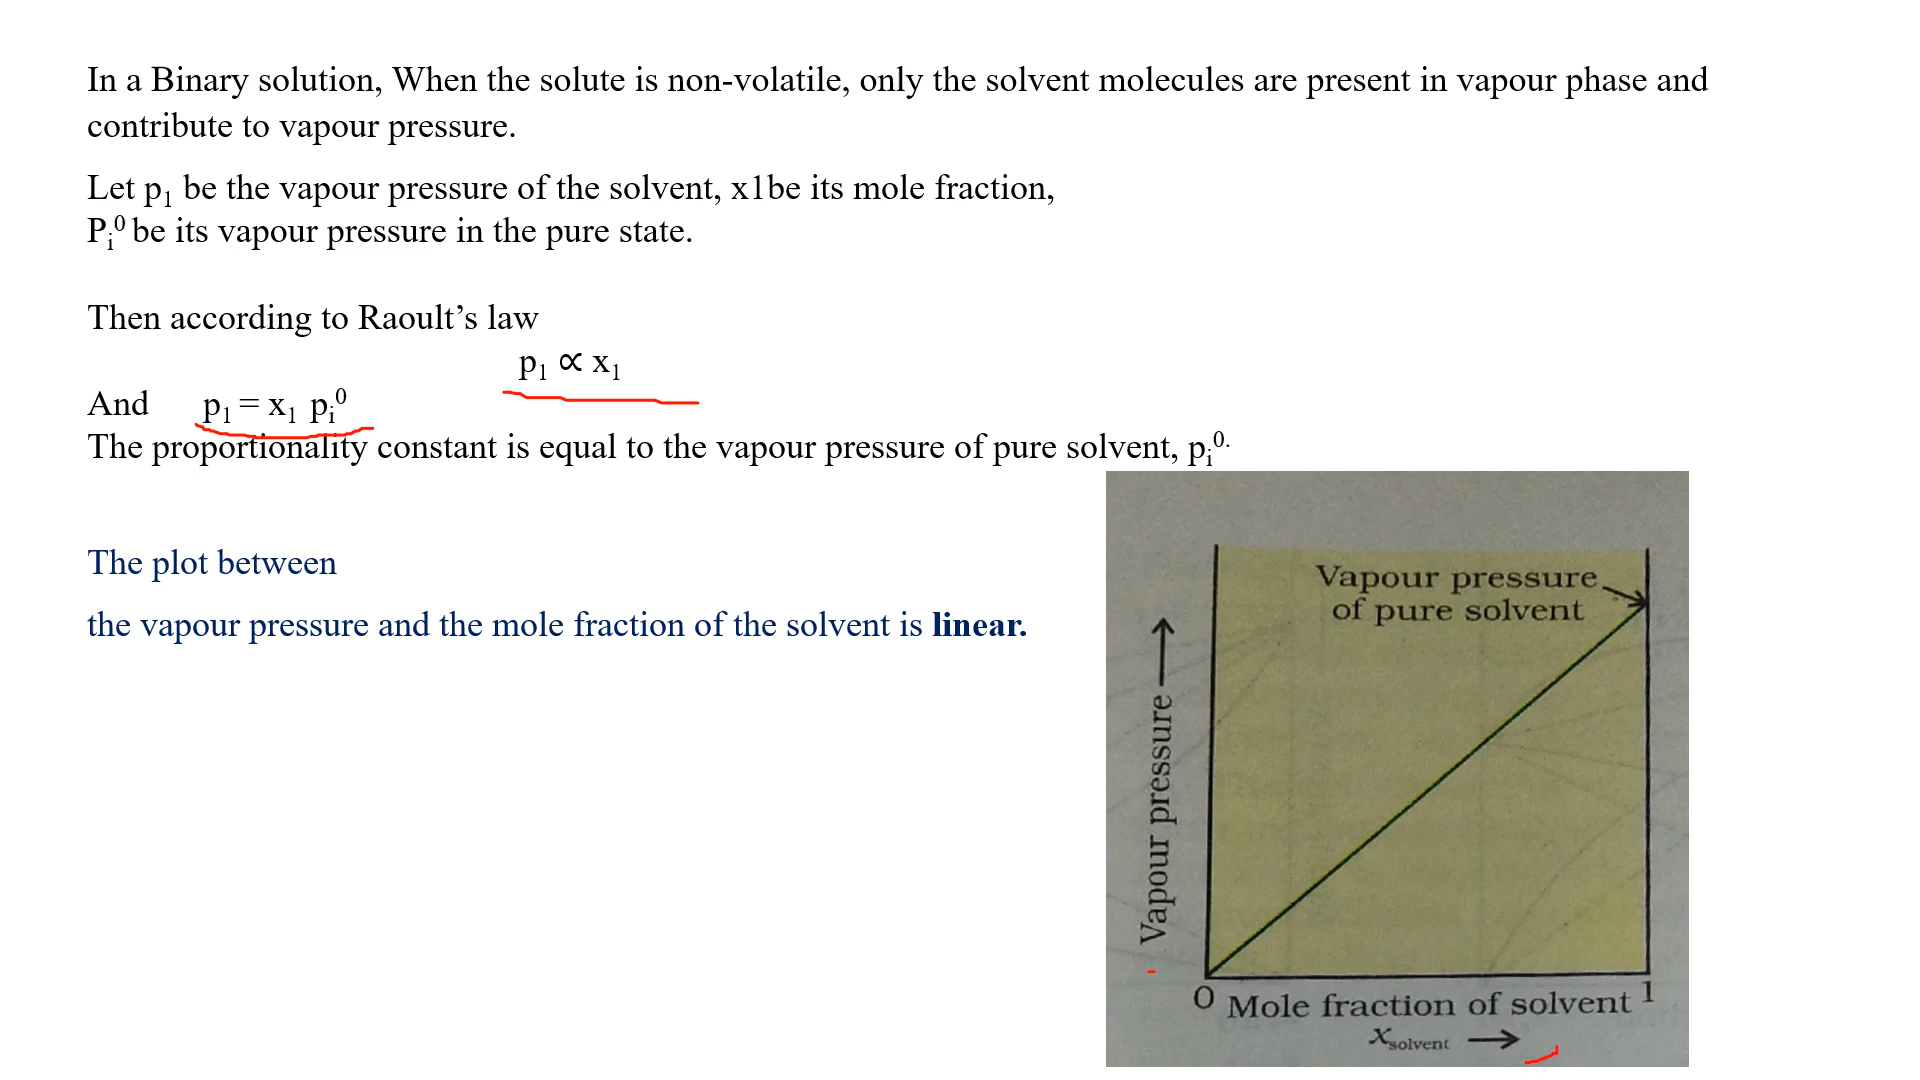 In a Binary solution, When the solute is non-volatile, only the solvent molecules are present in vapour phase and
contribute to vapour pressure.
Let p₁ be the vapour pressure of the solvent, x1be its mole fraction,
Pᵢ⁰ be its vapour pressure in the pure state.
Then according to Raoult’s law
p₁ ∝ x₁
And p₁ = x₁ pᵢ⁰
The proportionality constant is equal to the vapour pressure of pure solvent, pᵢ⁰·
The plot between
the vapour pressure and the mole fraction of the solvent is linear.
Vapour pressure
of pure solvent
Vapour pressure →
0 Mole fraction of solvent 1
xsolvent →